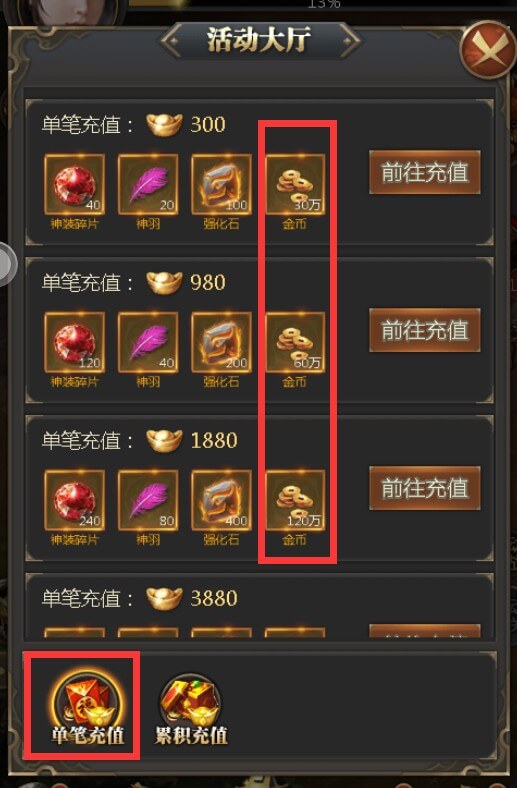 13%
活动大厅
单笔充值： 300
40 20 100 30万
神装碎片 神羽 强化石 金币
前往充值
单笔充值： 980
120 40 200 60万
神装碎片 神羽 强化石 金币
前往充值
单笔充值： 1880
240 80 400 120万
神装碎片 神羽 强化石 金币
前往充值
单笔充值： 3880
单笔充值 累积充值